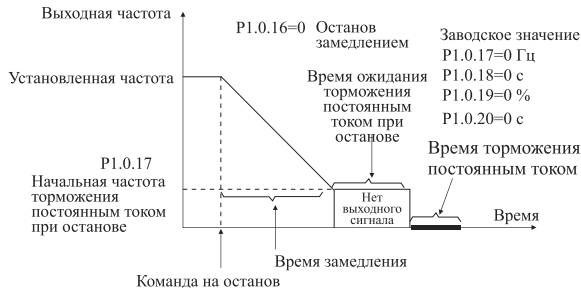 Выходная частота
P1.0.16=0
Останов
замедлением
Заводское значение
P1.0.17=0 Гц
P1.0.18=0 с
P1.0.19=0 %
P1.0.20=0 с
Установленная частота
Время ожидания
торможения
постоянным
током при
останове
Время торможения
постоянным током
P1.0.17
Начальная частота
торможения
постоянным током
при останове
Нет
выходного
сигнала
Время
Время замедления
Команда на останов